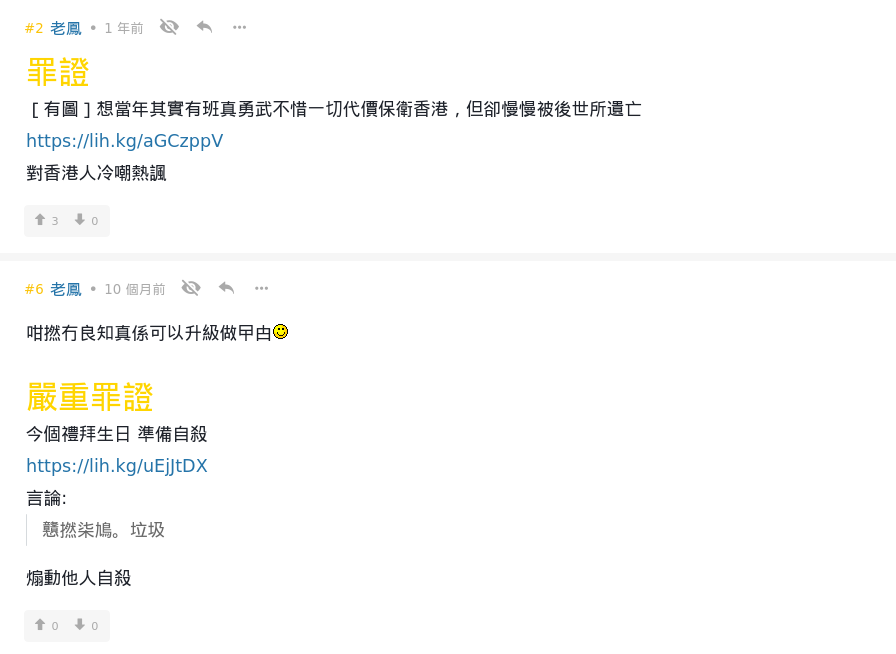 #2 老鳳 • 1 年前
罪證
[ 有圖 ] 想當年其實有班真勇武不惜一切代價保衛香港，但卻慢慢被後世所遺亡
https://lih.kg/aGCzppV
對香港人冷嘲熱諷
3 0
#6 老鳳 • 10 個月前
咁撚冇良知真係可以升級做曱甴
嚴重罪證
今個禮拜生日 準備自殺
https://lih.kg/uEjJtDX
言論:
戇撚柒鳩。垃圾
煽動他人自殺
0 0